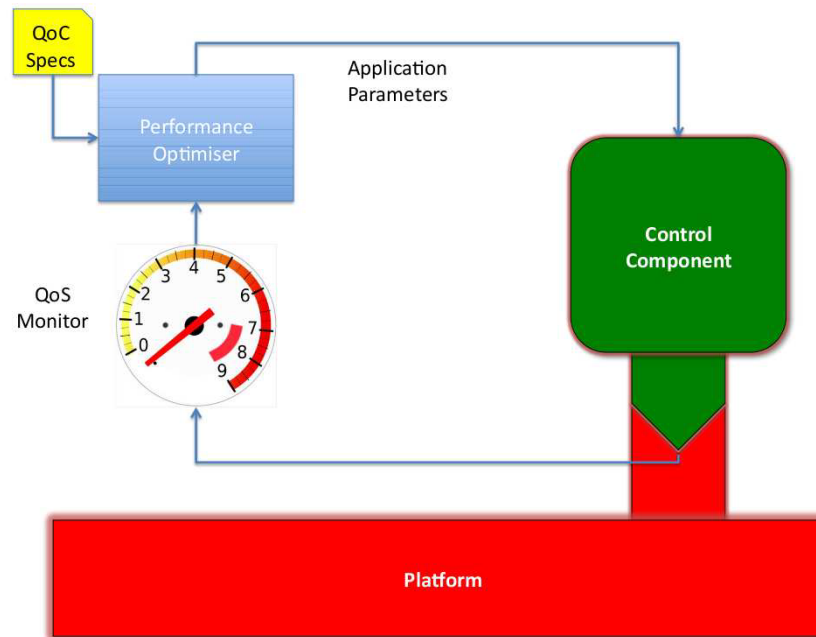 QoC
Specs
Application
Parameters
Performance
Optimiser
Control
Component
QoS
Monitor
0
1
2
3
4
5
6
7
8
9
Platform